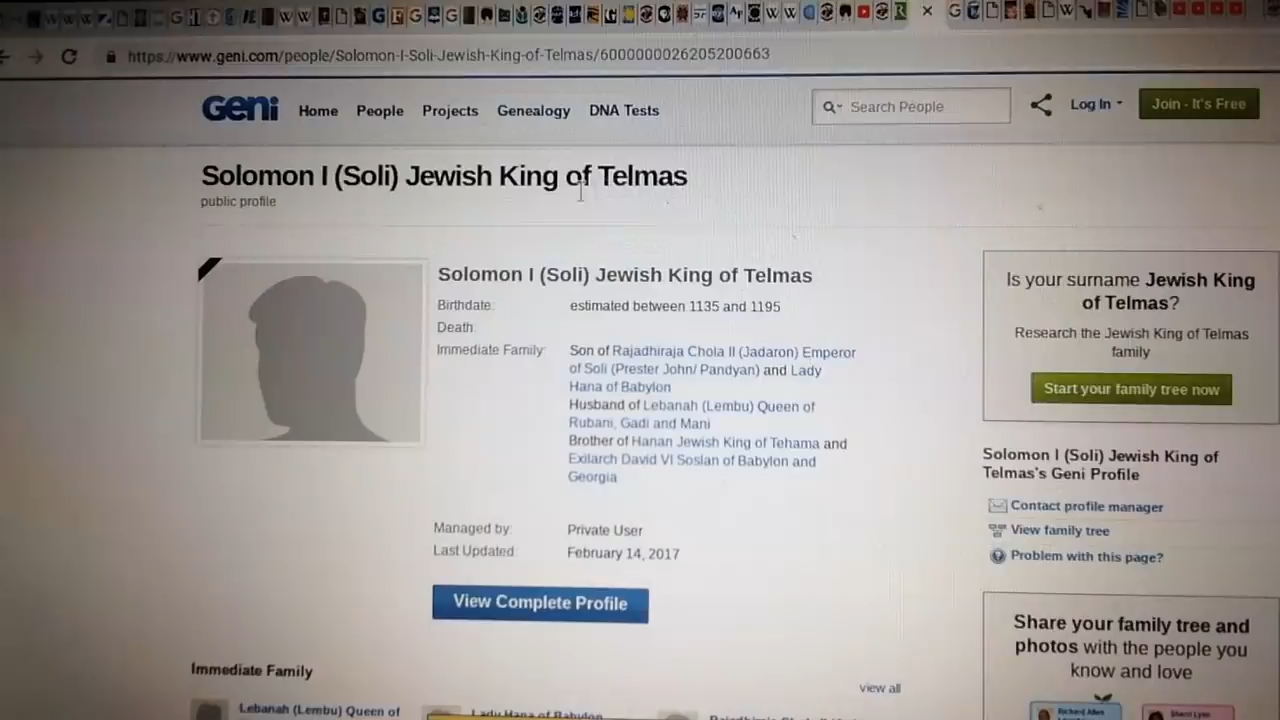 https://www.geni.com/people/Solomon-I-Soli-Jewish-King-of-Telmas/6000000026205200663
Geni Home People Projects Genealogy DNA Tests Search People Log In Join - It's Free
Solomon I (Soli) Jewish King of Telmas
public profile
Solomon I (Soli) Jewish King of Telmas
Birthdate: estimated between 1135 and 1195
Death:
Immediate Family: Son of Rajadhiraja Chola II (Jadaron) Emperor
of Soli (Prester John/ Pandyan) and Lady
Hana of Babylon
Husband of Lebanah (Lembu) Queen of
Rubani, Gadi and Mani
Brother of Hanan Jewish King of Tehama and
Exilarch David VI Soslan of Babylon and
Georgia
Managed by: Private User
Last Updated: February 14, 2017
View Complete Profile
Immediate Family
view all
Lebanah (Lembu) Queen of
Lady Hana of Babylon
Is your surname Jewish King
of Telmas?
Research the Jewish King of Telmas
family
Start your family tree now
Solomon I (Soli) Jewish King of
Telmas's Geni Profile
Contact profile manager
View family tree
Problem with this page?
Share your family tree and
photos with the people you
know and love